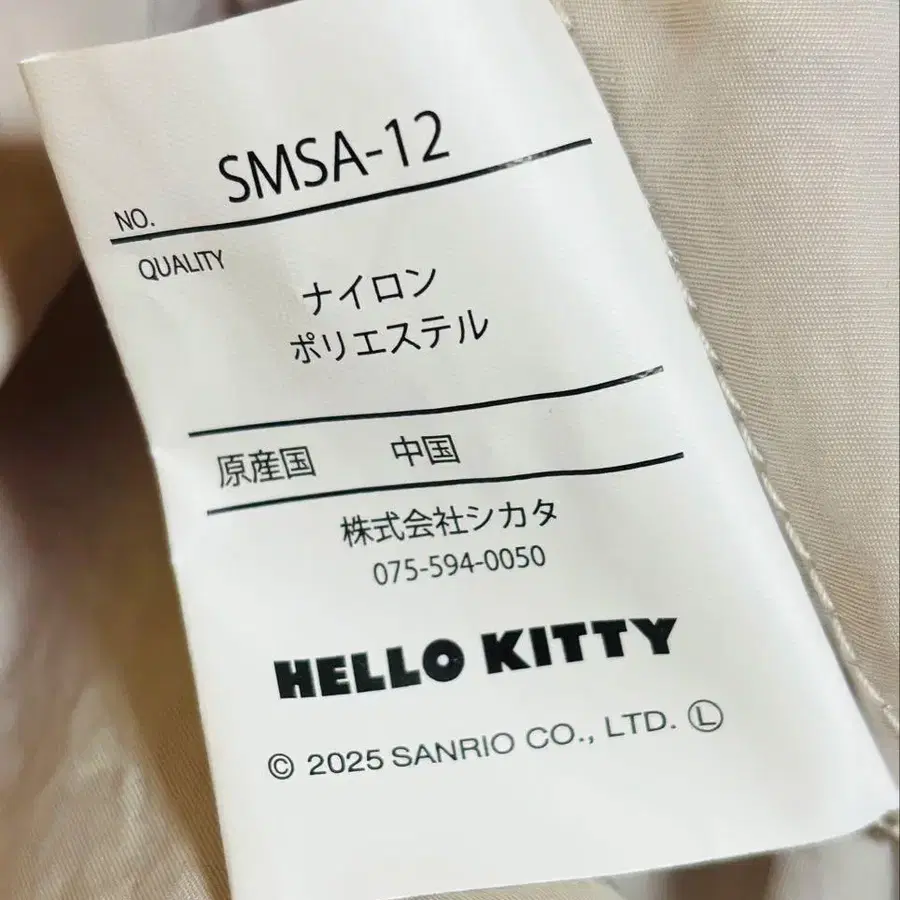 NO. SMSA-12
QUALITY
ナイロン
ポリエステル
原産国 中国
株式会社シカタ
075-594-0050
HELLO KITTY
© 2025 SANRIO CO., LTD. Ⓛ